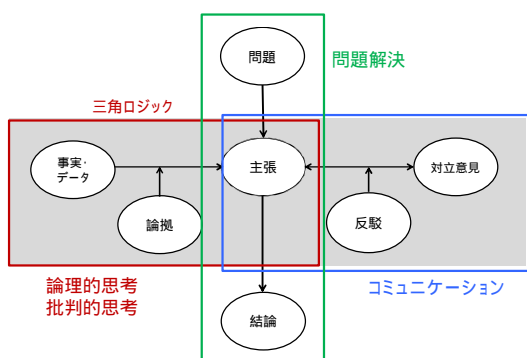 問題
問題解決
三角ロジック
事実・
データ
主張
対立意見
論拠
反駁
論理的思考
批判的思考
コミュニケーション
結論